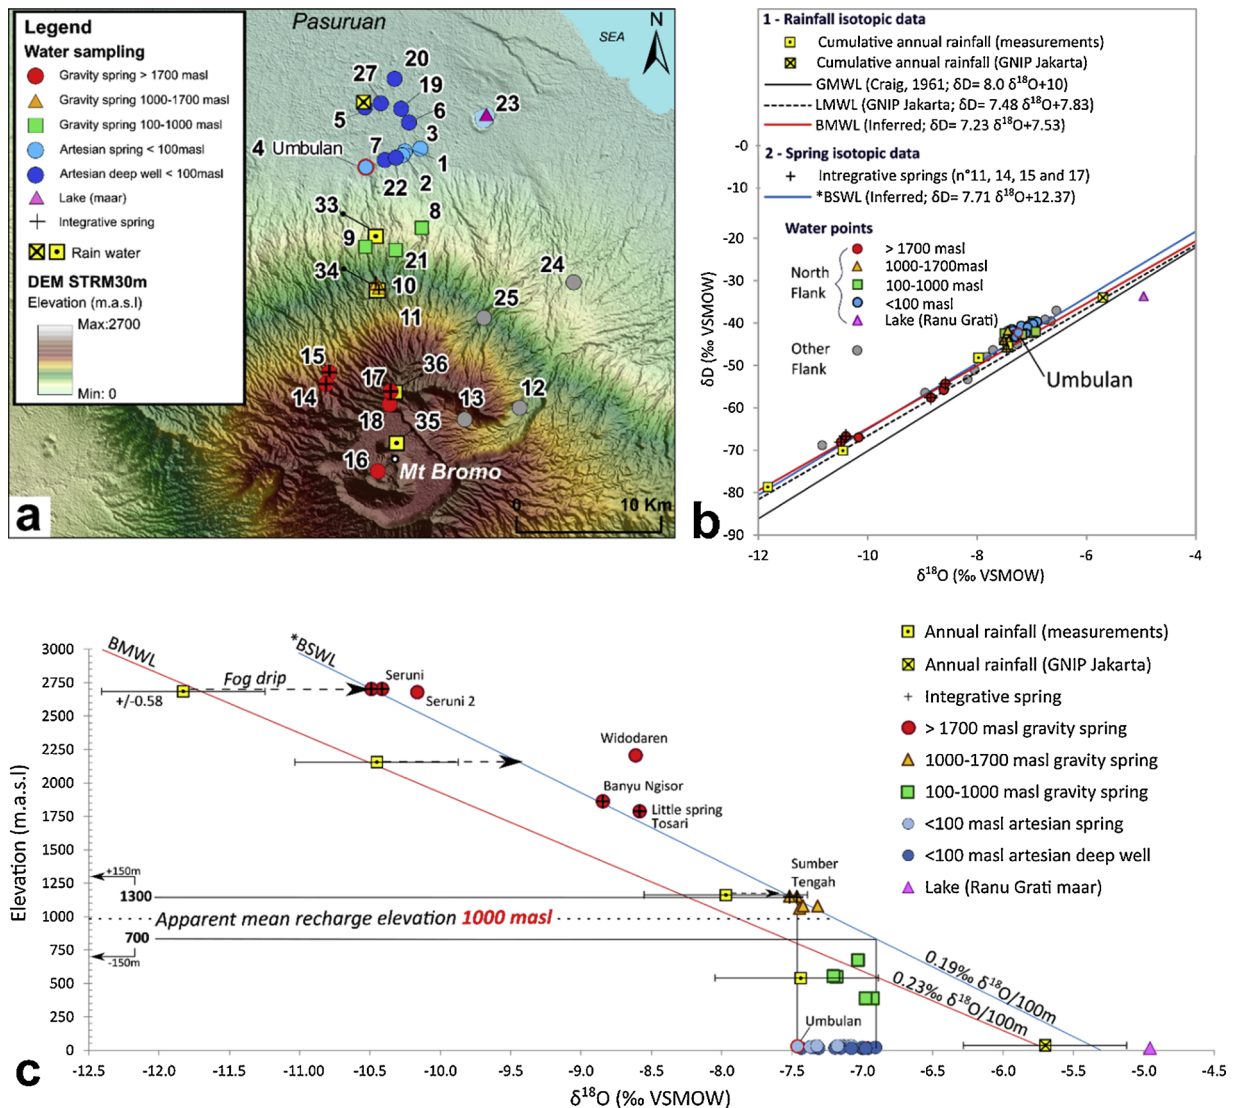 Legend
Water sampling
Gravity spring > 1700 masl
Gravity spring 1000-1700 masl
Gravity spring 100-1000 masl
Artesian spring < 100masl
Artesian deep well < 100masl
Lake (maar)
Integrative spring
Rain water
DEM STRM30m
Elevation (m.a.s.l)
Max:2700
Min: 0
Pasuruan
SEA
N
20
27
19
5
6
23
3
4 Umbulan
7
1
2
22
33
8
9
21
34
10
24
25
11
15
36
17
14
12
13
18
35
16
Mt Bromo
0
10 Km
a
1 - Rainfall isotopic data
Cumulative annual rainfall (measurements)
Cumulative annual rainfall (GNIP Jakarta)
GMWL (Craig, 1961; δD= 8.0 δ18O+10)
LMWL (GNIP Jakarta; δD= 7.48 δ18O+7.83)
BMWL (Inferred; δD= 7.23 δ18O+7.53)
2 - Spring isotopic data
Intregrative springs (n°11, 14, 15 and 17)
*BSWL (Inferred; δD= 7.71 δ18O+12.37)
Water points
North
Flank
> 1700 masl
1000-1700masl
100-1000 masl
<100 masl
Lake (Ranu Grati)
Other
Flank
Umbulan
-0
-10
-20
-30
-40
-50
-60
-70
-80
-90
δD (‰ VSMOW)
-12
-10
-8
-6
-4
δ18O (‰ VSMOW)
b
3000
2750
2500
2250
2000
1750
1500
1250
1000
750
500
250
0
Elevation (m.a.s.l)
BMWL
*BSWL
Fog drip
+/-0.58
Seruni
Seruni 2
Widodaren
Banyu Ngisor
Little spring
Tosari
Sumber
Tengah
+150m
1300
Apparent mean recharge elevation 1000 masl
700
-150m
0.19‰ δ18O/100m
0.23‰ δ18O/100m
Umbulan
Annual rainfall (measurements)
Annual rainfall (GNIP Jakarta)
Integrative spring
> 1700 masl gravity spring
1000-1700 masl gravity spring
100-1000 masl gravity spring
<100 masl artesian spring
<100 masl artesian deep well
Lake (Ranu Grati maar)
-12.5
-12.0
-11.5
-11.00
-10.5
-10.0
-9.5
-9.0
-8.5
-8.0
-7.5
-7.0
-6.5
-6.0
-5.5
-5.0
-4.5
δ18O (‰ VSMOW)
c